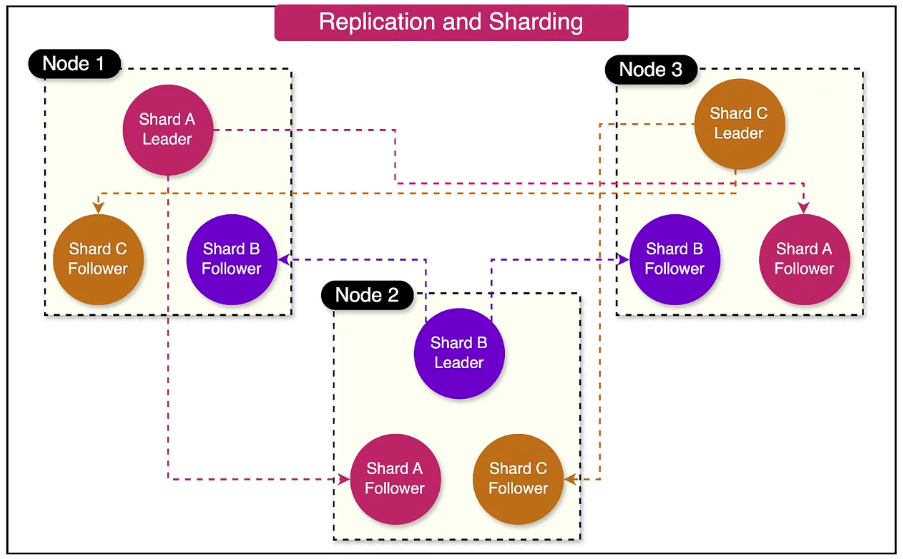 Replication and Sharding
Node 1
Shard A
Leader
Shard C
Follower
Shard B
Follower
Node 2
Shard B
Leader
Shard A
Follower
Shard C
Follower
Node 3
Shard C
Leader
Shard B
Follower
Shard A
Follower